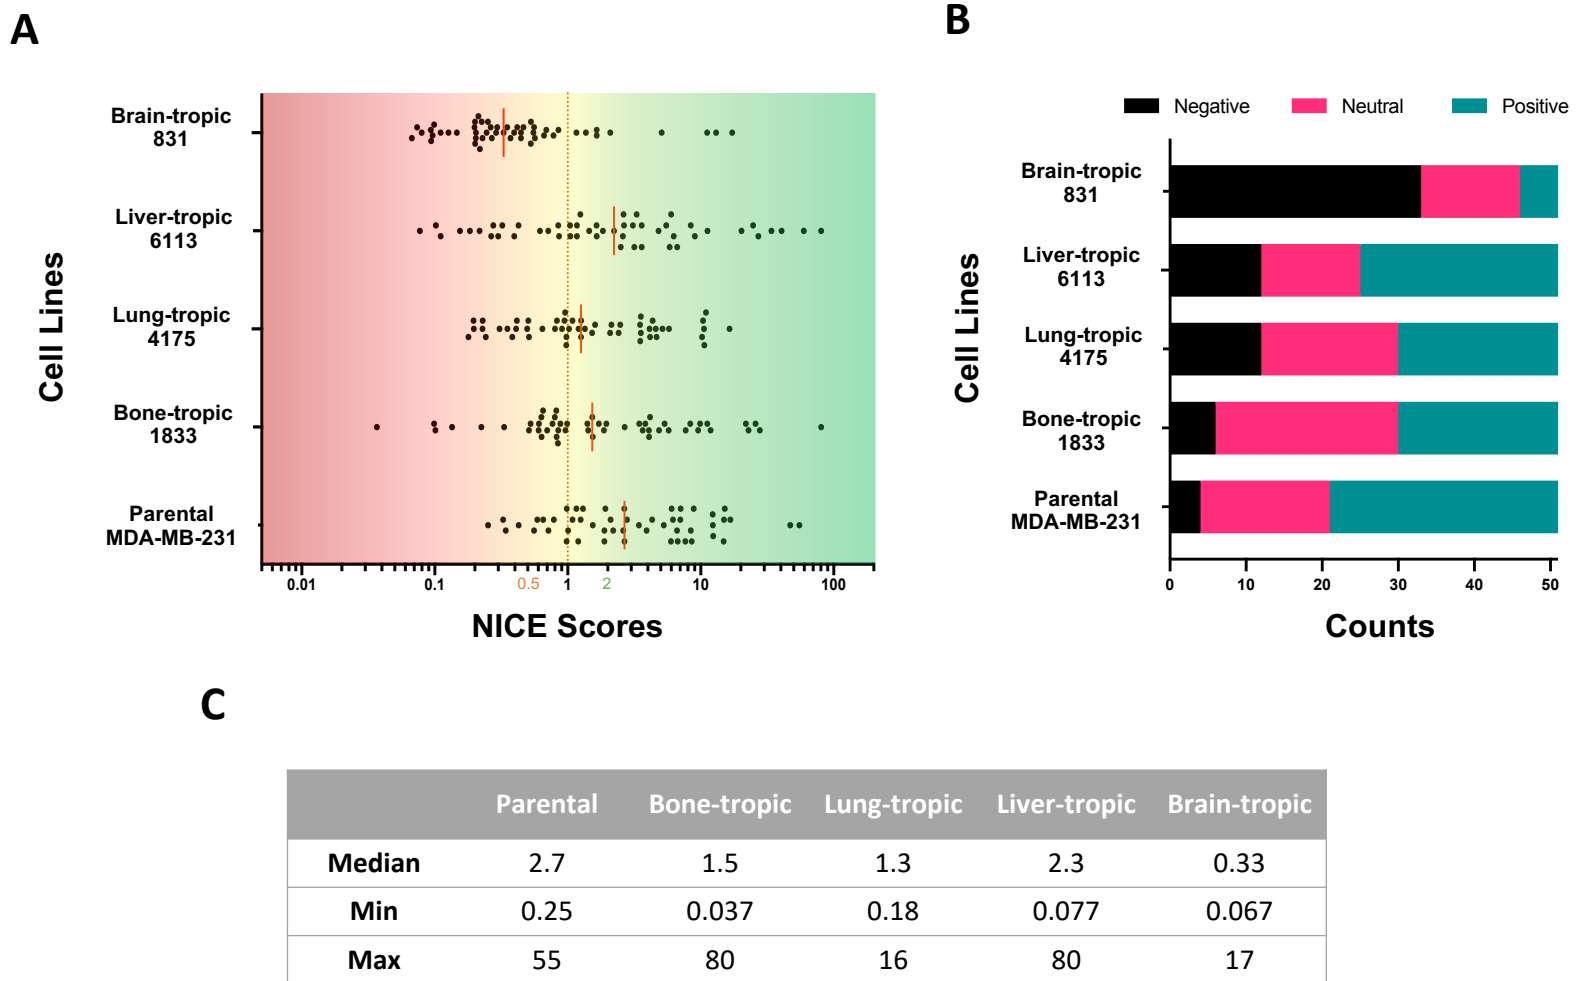 A
Brain-tropic
831
Liver-tropic
6113
Lung-tropic
4175
Bone-tropic
1833
Parental
MDA-MB-231
Cell Lines
0.01 0.1 0.5 1 2 10 100
NICE Scores
B
Negative Neutral Positive
Brain-tropic
831
Liver-tropic
6113
Lung-tropic
4175
Bone-tropic
1833
Parental
MDA-MB-231
Cell Lines
0 10 20 30 40 50
Counts
C
Parental Bone-tropic Lung-tropic Liver-tropic Brain-tropic
Median 2.7 1.5 1.3 2.3 0.33
Min 0.25 0.037 0.18 0.077 0.067
Max 55 80 16 80 17